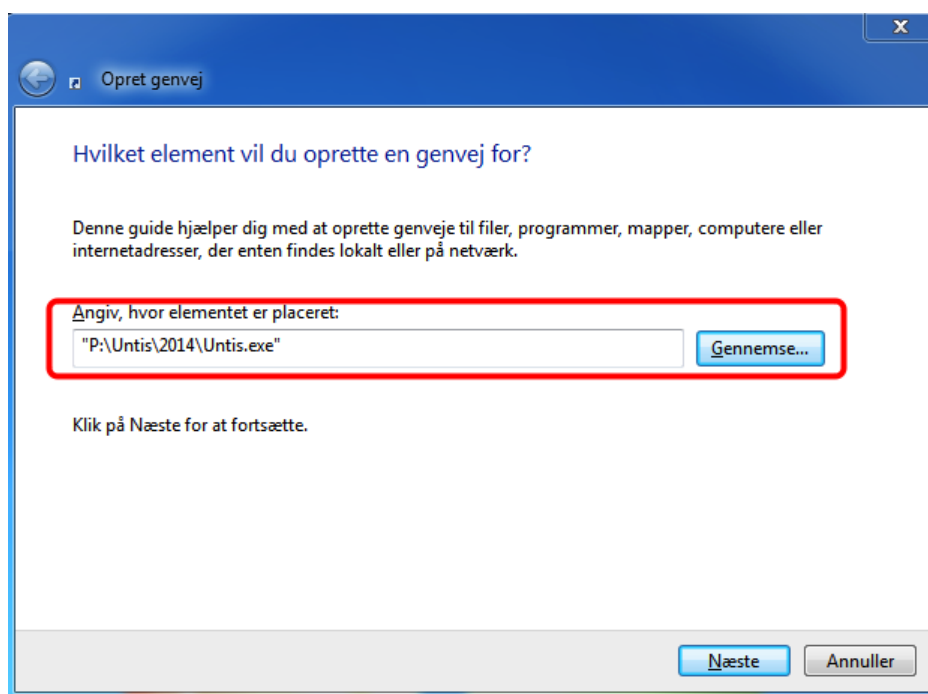 X
Opret genvej
Hvilket element vil du oprette en genvej for?
Denne guide hjælper dig med at oprette genveje til filer, programmer, mapper, computere eller
internetadresser, der enten findes lokalt eller på netværk.
Angiv, hvor elementet er placeret:
"P:\Untis\2014\Untis.exe"
Gennemse...
Klik på Næste for at fortsætte.
Næste
Annuller